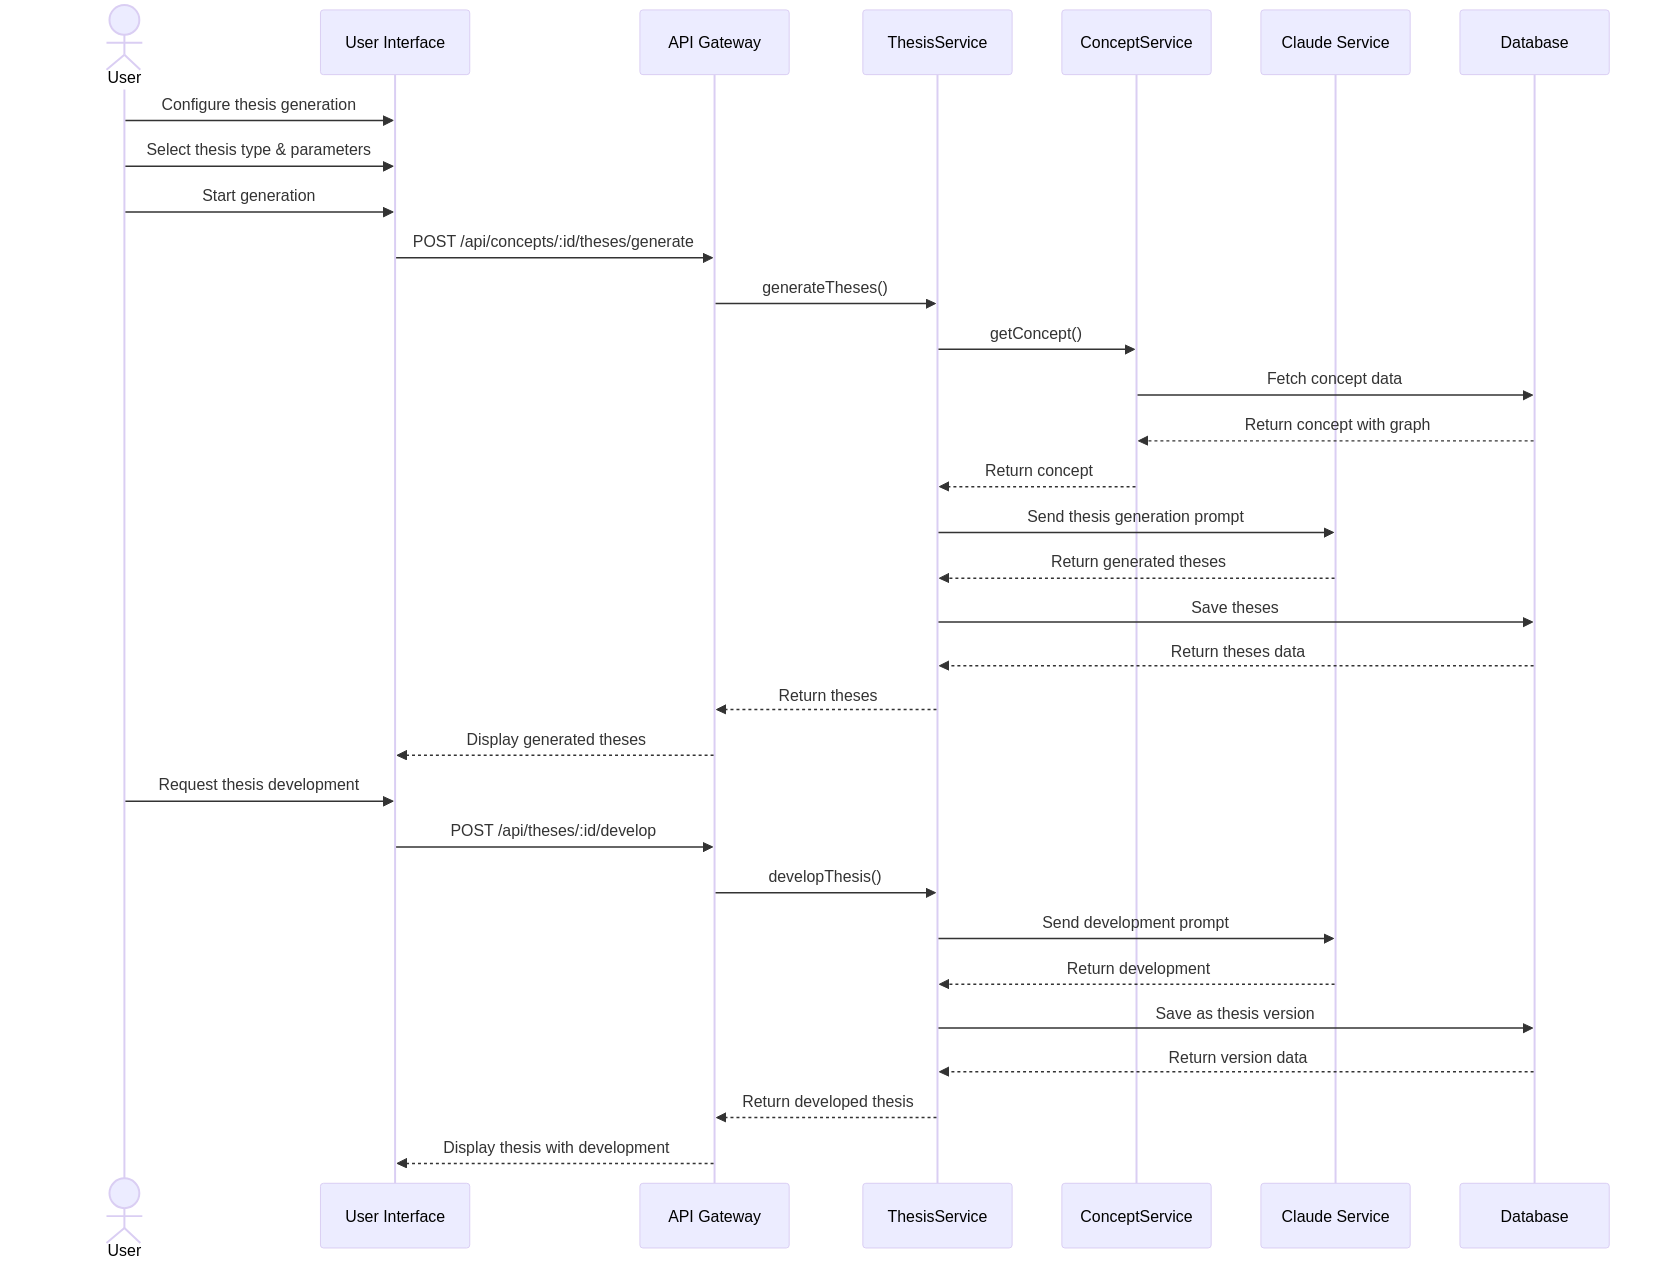 User
User Interface
API Gateway
ThesisService
ConceptService
Claude Service
Database
Configure thesis generation
Select thesis type & parameters
Start generation
POST /api/concepts/:id/theses/generate
generateTheses()
getConcept()
Fetch concept data
Return concept with graph
Return concept
Send thesis generation prompt
Return generated theses
Save theses
Return theses data
Return theses
Display generated theses
Request thesis development
POST /api/theses/:id/develop
developThesis()
Send development prompt
Return development
Save as thesis version
Return version data
Return developed thesis
Display thesis with development
User
User Interface
API Gateway
ThesisService
ConceptService
Claude Service
Database